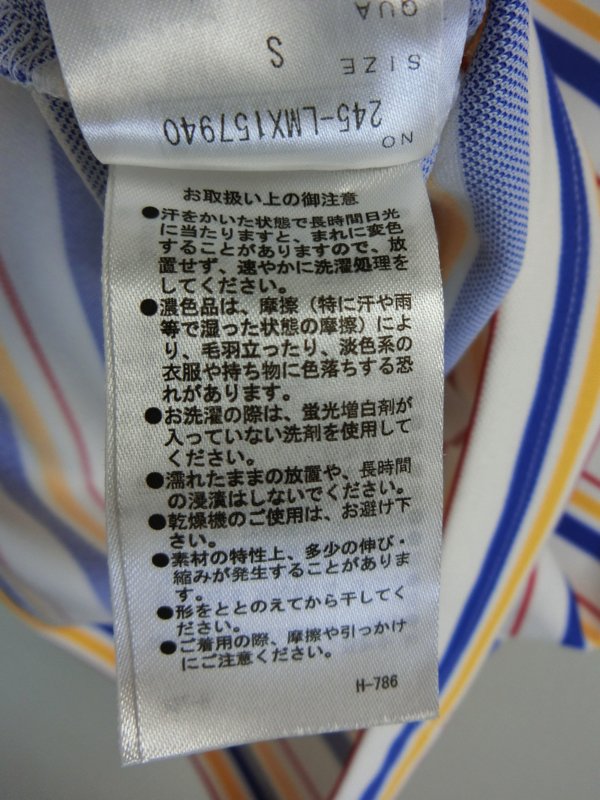 QUA
SIZE
S
NO
245-LMX157940
お取扱い上の御注意
●汗をかいた状態で長時間日光
に当たりますと、まれに変色
することがありますので、放
置せず、速やかに洗濯処理を
してください。
●濃色品は、摩擦（特に汗や雨
等で湿った状態の摩擦）によ
り、毛羽立ったり、淡色系の
衣服や持ち物に色落ちする恐
れがあります。
●お洗濯の際は、蛍光増白剤が
入っていない洗剤を使用して
ください。
●濡れたままの放置や、長時間
の浸漬はしないでください。
●乾燥機のご使用は、お避け下
さい。
●素材の特性上、多少の伸び・
縮みが発生することがありま
す。
●形をととのえてから干してく
ださい。
●ご着用の際、摩擦や引っかけ
にご注意ください。
H-786